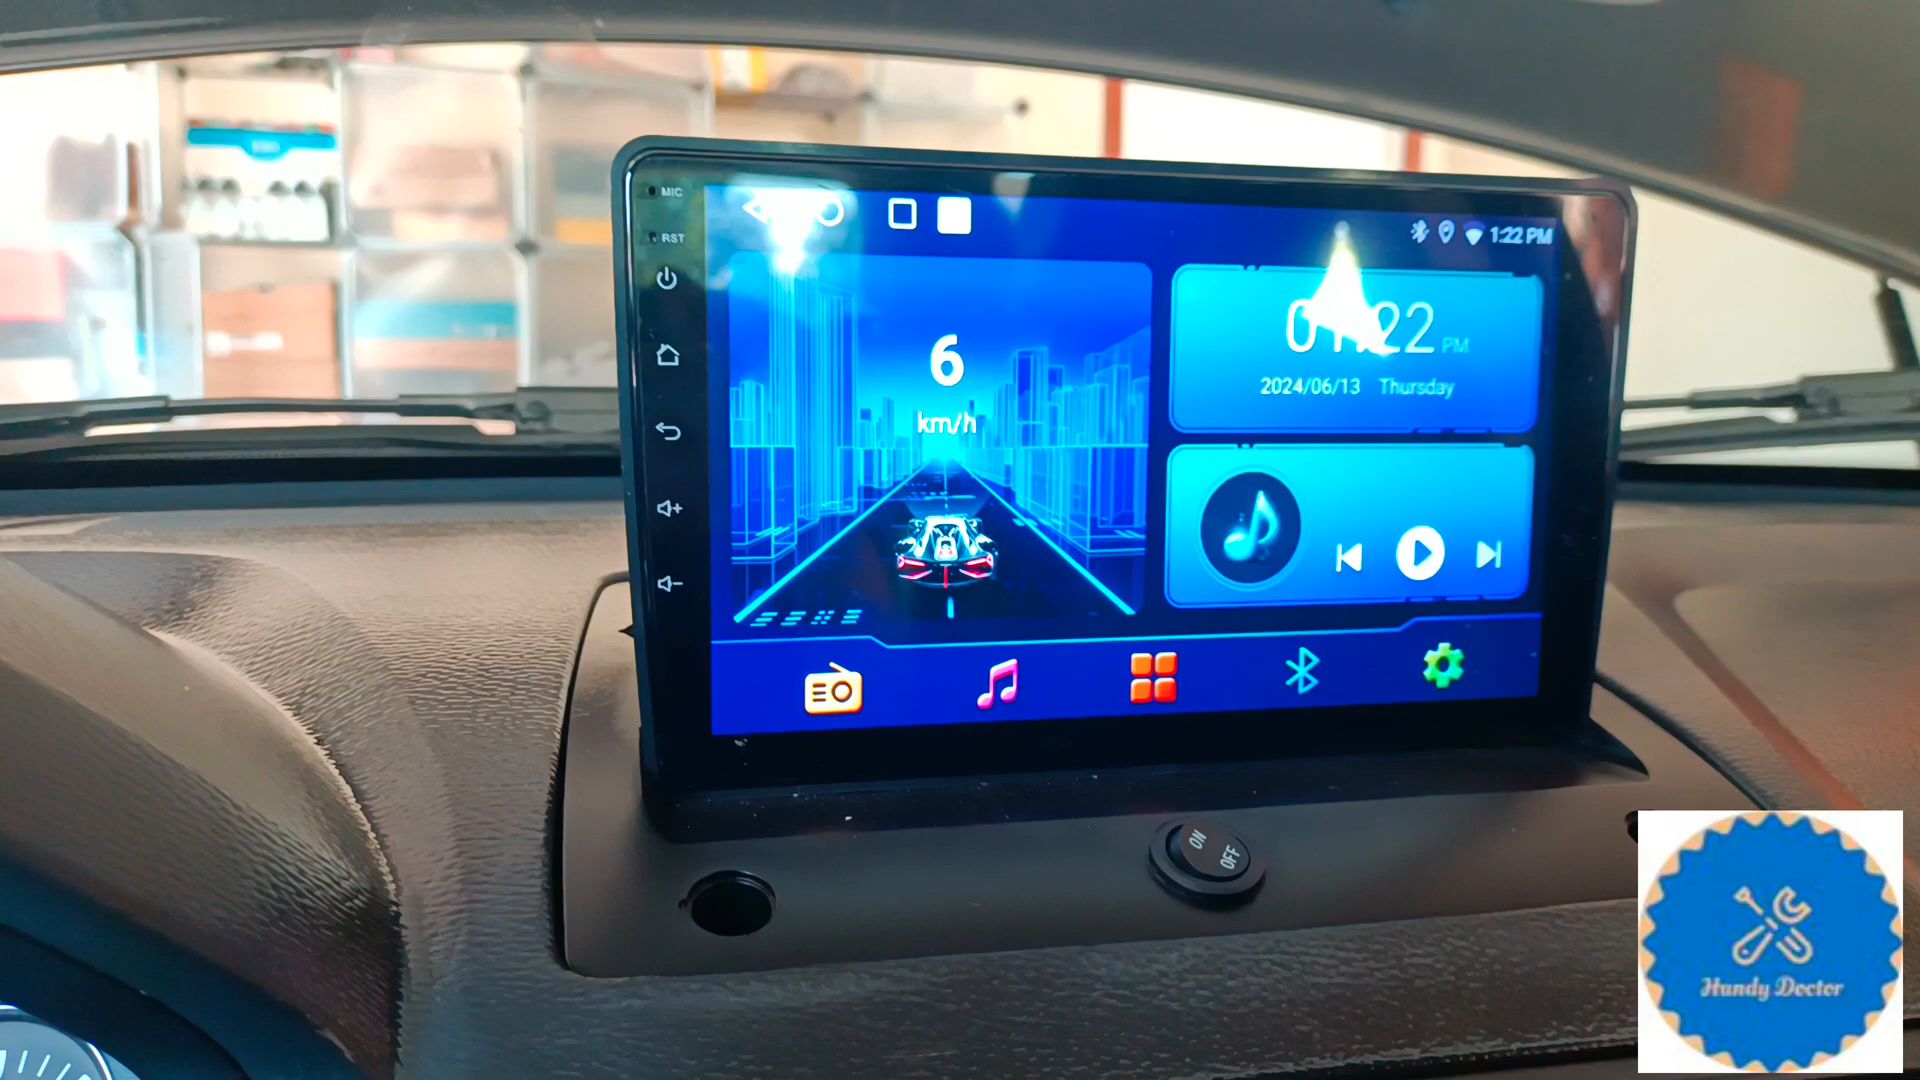 MIC
RST
1:22 PM
6
km/h
01:22 PM
2024/06/13 Thursday
ON
OFF
Handy Doctor